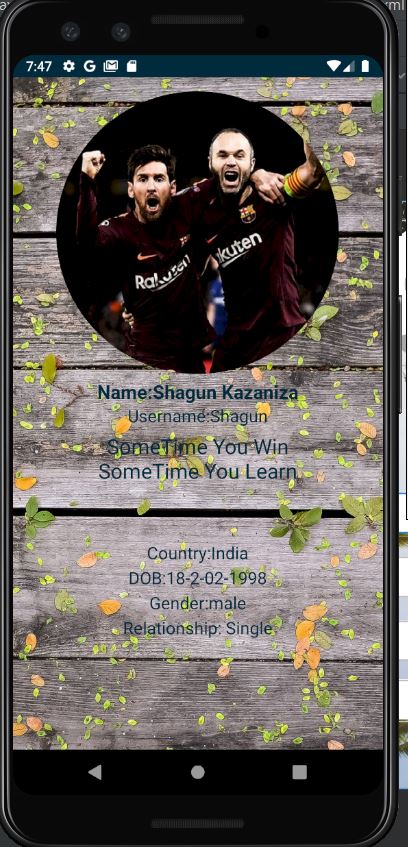 7:47
Rakuten
Rakuten
Name:Shagun Kazaniza
Username:Shagun
SomeTime You Win
SomeTime You Learn
Country:India
DOB:18-2-02-1998
Gender:male
Relationship: Single